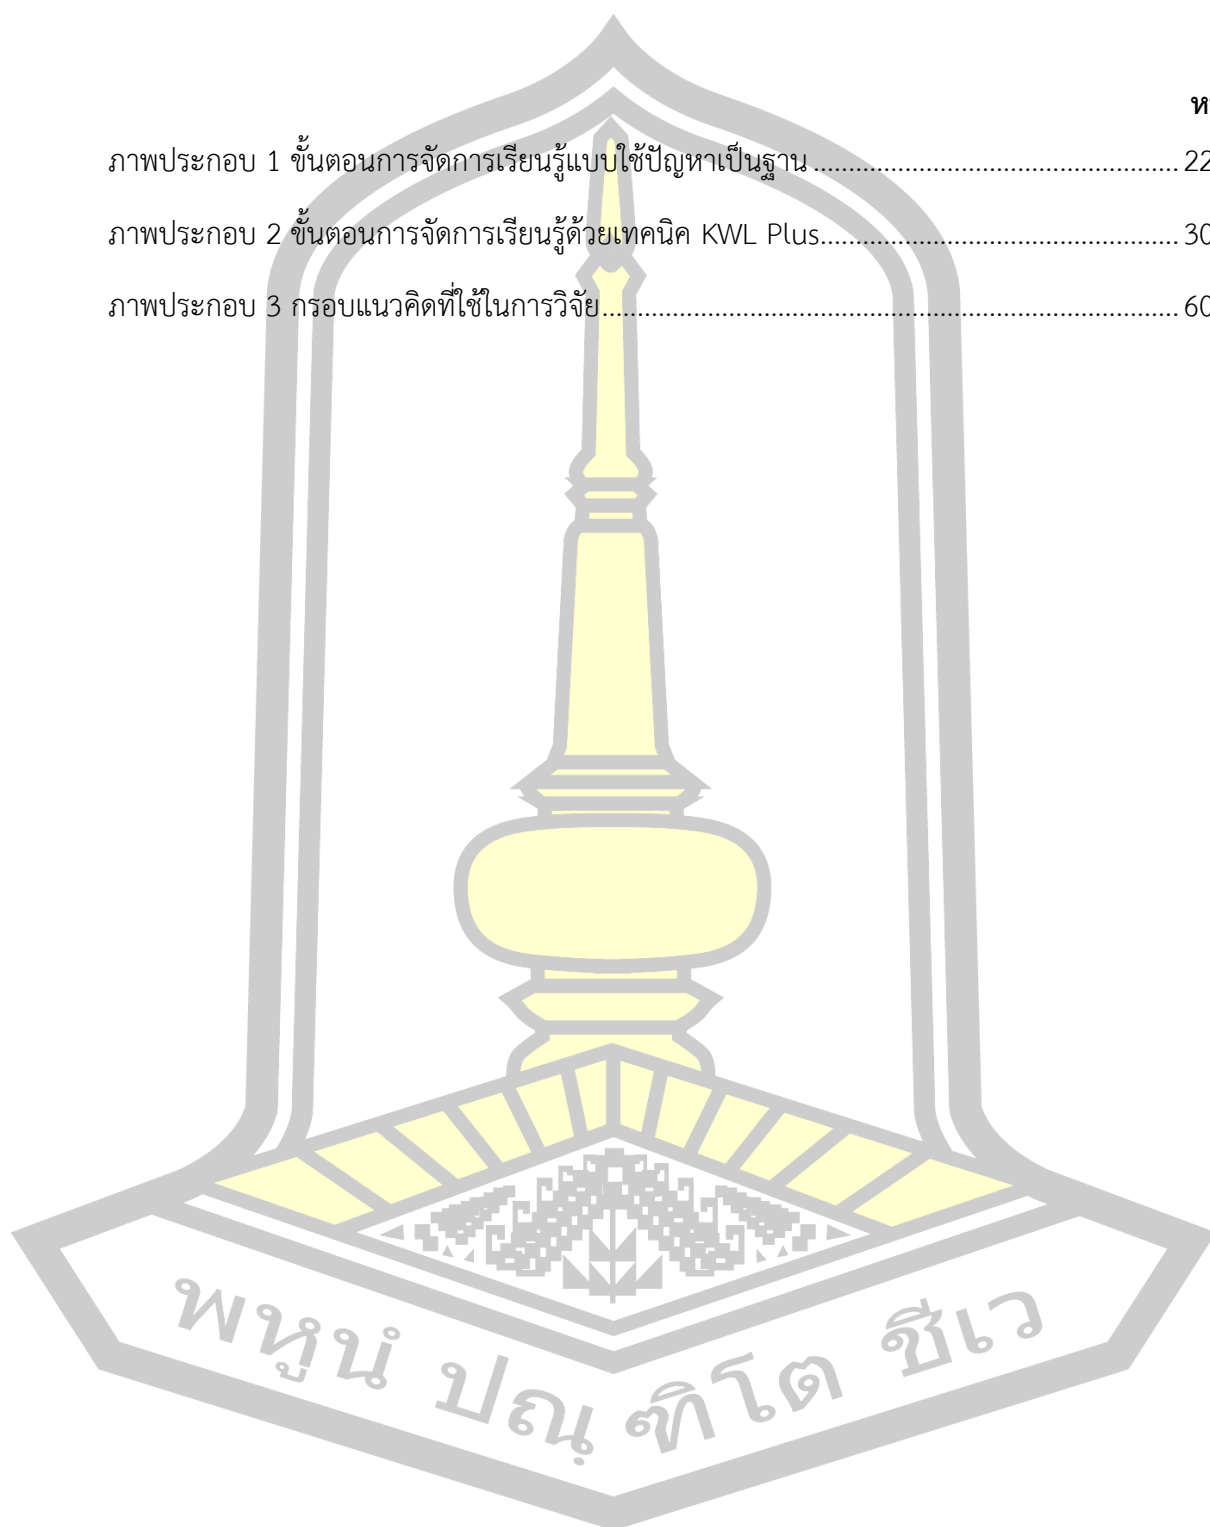 ภาพประกอบ 1 ขั้นตอนการจัดการเรียนรู้แบบใช้ปัญหาเป็นฐาน .................................................... 22
ภาพประกอบ 2 ขั้นตอนการจัดการเรียนรู้ด้วยเทคนิค KWL Plus................................................... 30
ภาพประกอบ 3 กรอบแนวคิดที่ใช้ในการวิจัย.................................................................................. 60
พหูนํ ปณฺฑิโต ชีเว